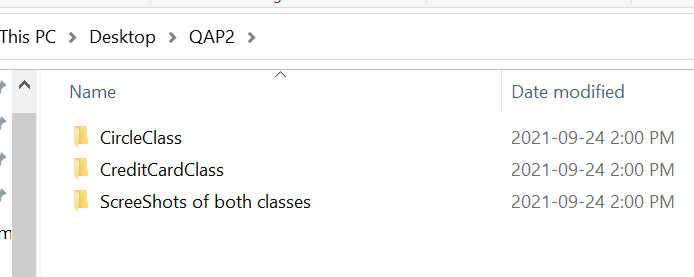 This PC > Desktop > QAP2 >
Name Date modified
CircleClass 2021-09-24 2:00 PM
CreditCardClass 2021-09-24 2:00 PM
ScreeShots of both classes 2021-09-24 2:00 PM
m